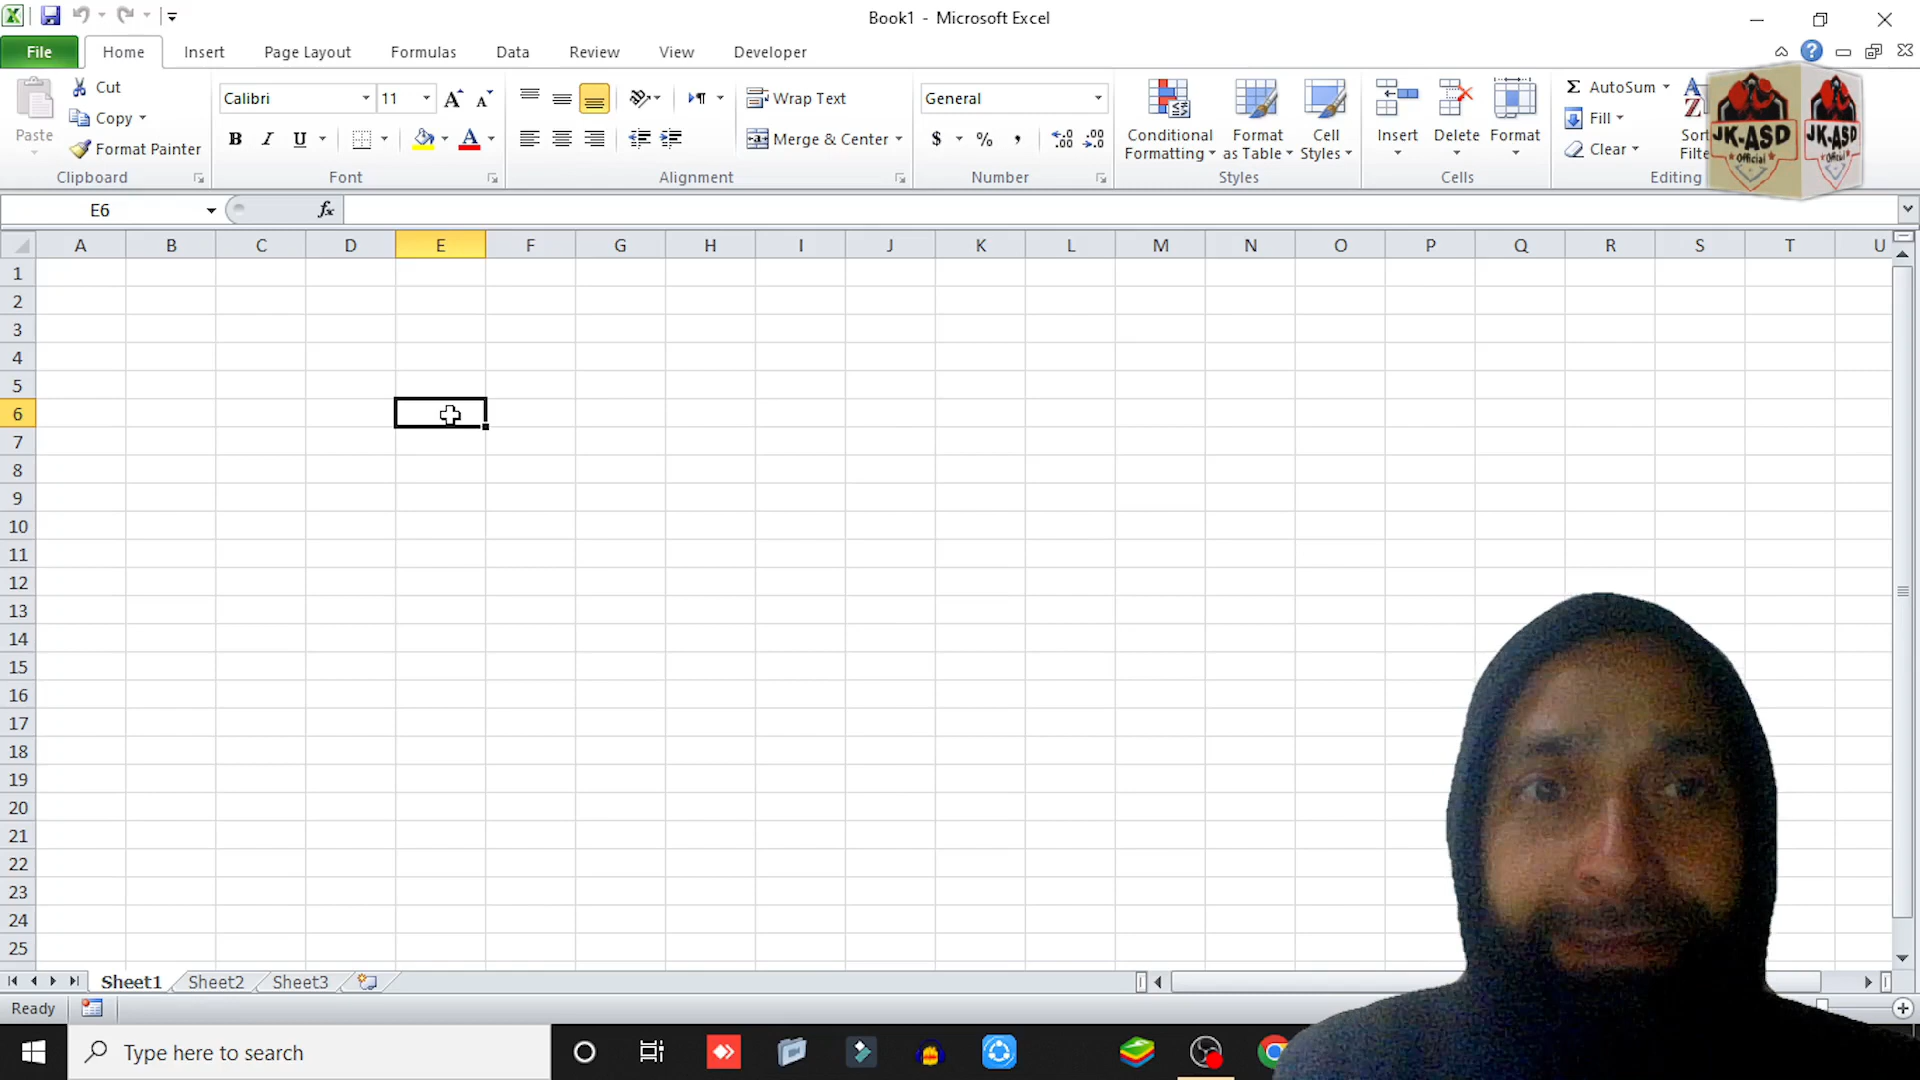 Book1 - Microsoft Excel
File Home Insert Page Layout Formulas Data Review View Developer
Paste
Cut
Copy
Format Painter
Clipboard
Calibri 11
B I U A
Font
Wrap Text
Merge & Center
Alignment
General
$ % ,
Number
Conditional Formatting
Format as Table
Cell Styles
Styles
Insert Delete Format
Cells
Σ AutoSum
Fill
Clear
Sort
Filte
Editing
JK-ASD
Official
JK-ASD
Official
E6 fx
A B C D E F G H I J K L M N O P Q R S T U
1
2
3
4
5
6
7
8
9
10
11
12
13
14
15
16
17
18
19
20
21
22
23
24
25
Sheet1 Sheet2 Sheet3
Ready
Type here to search